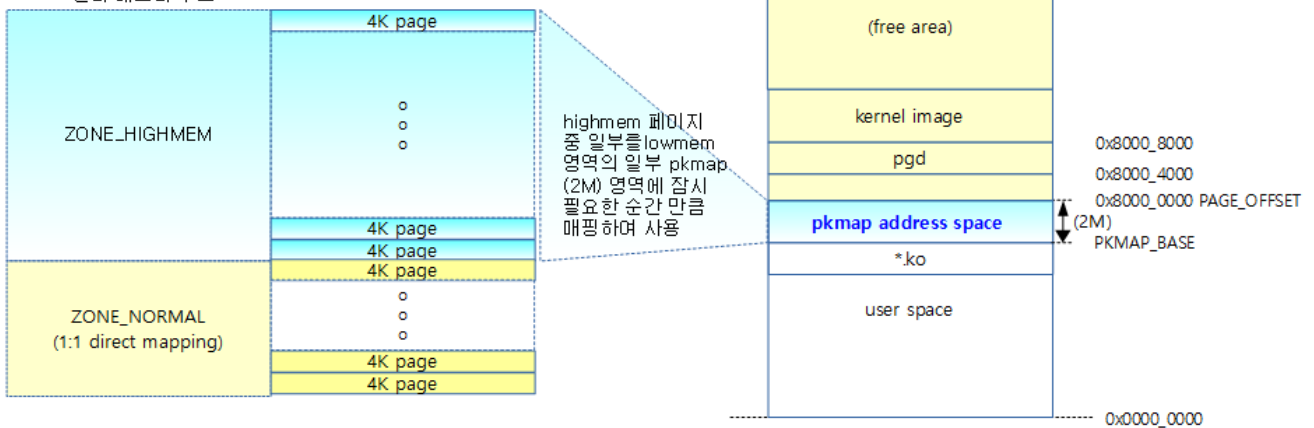 4K page
ZONE_HIGHMEM
highmem 페이지
중 일부를lowmem
영역의 일부 pkmap
(2M) 영역에 잠시
필요한 순간 만큼
매핑하여 사용
4K page
4K page
4K page
ZONE_NORMAL
(1:1 direct mapping)
4K page
4K page
(free area)
kernel image
0x8000_8000
pgd
0x8000_4000
0x8000_0000 PAGE_OFFSET
pkmap address space
(2M)
PKMAP_BASE
*.ko
user space
0x0000_0000